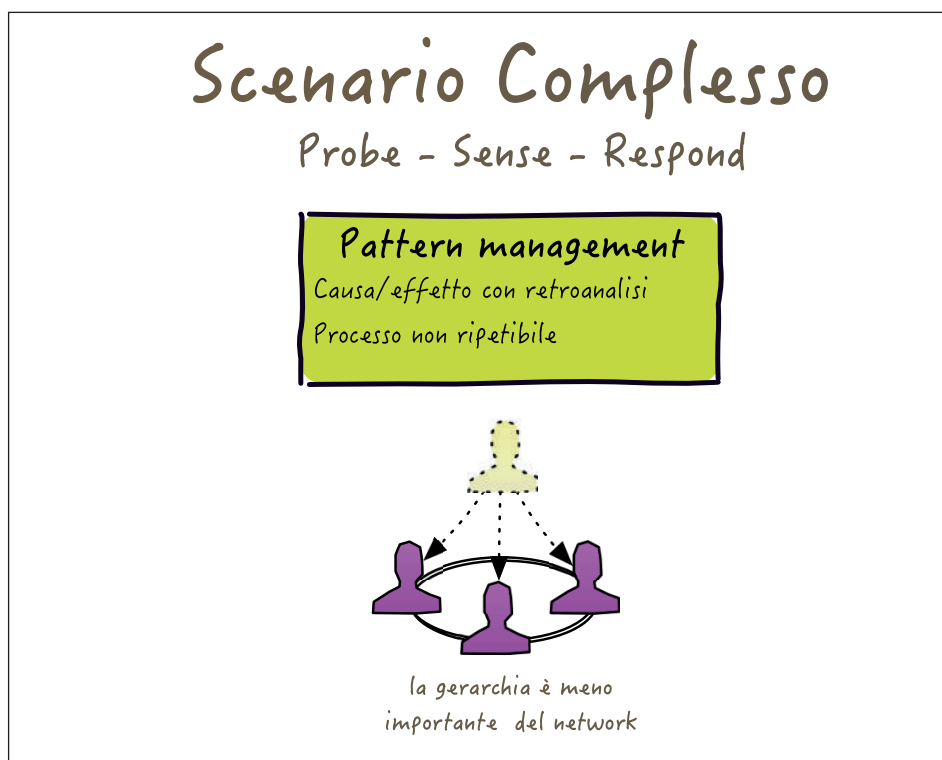 Scenario Complesso
Probe - Sense - Respond
Pattern management
Causa/effetto con retroanalisi
Processo non ripetibile
la gerarchia è meno
importante del network